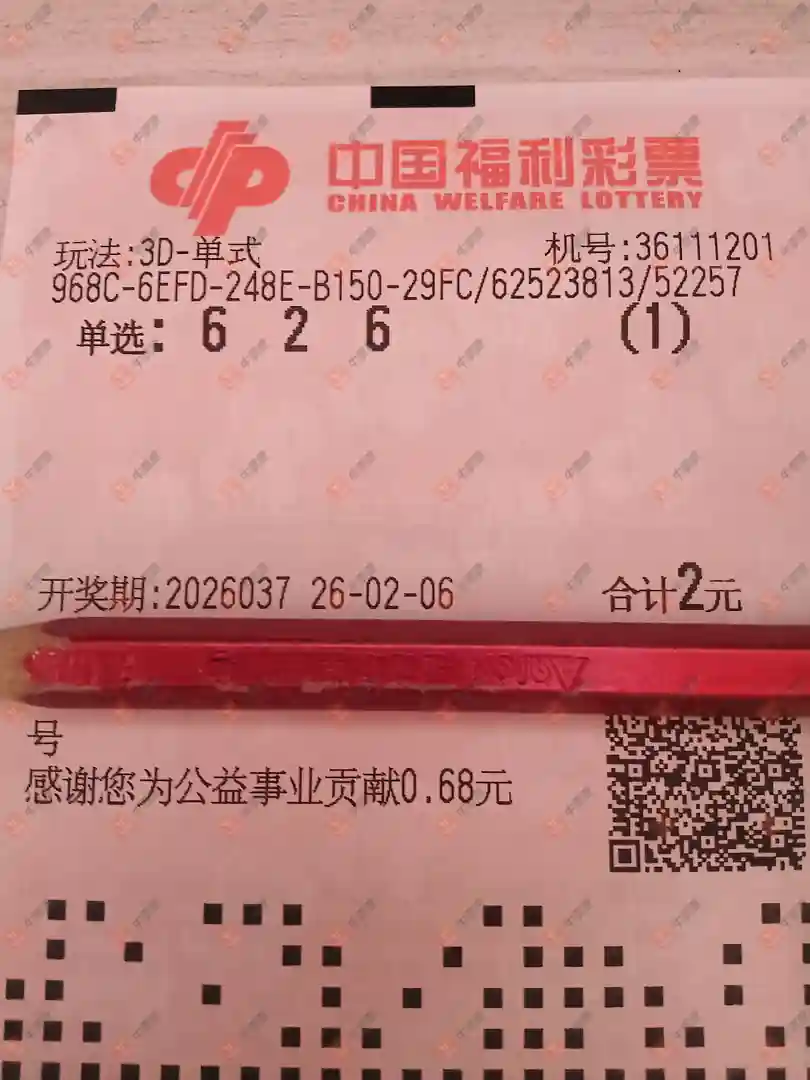 中国福利彩票
CHINA WELFARE LOTTERY
玩法:3D-单式 机号:36111201
968C-6EFD-248E-B150-29FC/62523813/52257
单选: 6 2 6 (1)
开奖期:2026037 26-02-06 合计2元
号
感谢您为公益事业贡献0.68元